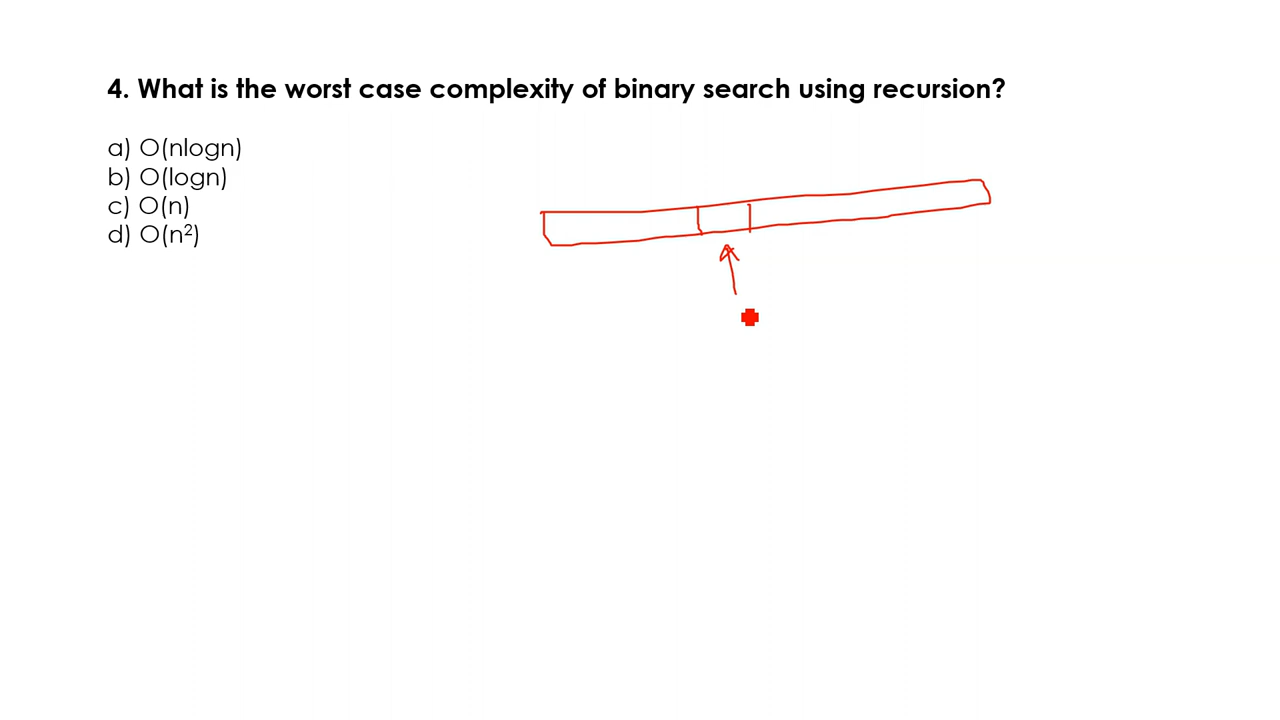 4. What is the worst case complexity of binary search using recursion?
a) O(nlogn)
b) O(logn)
c) O(n)
d) O(n²)